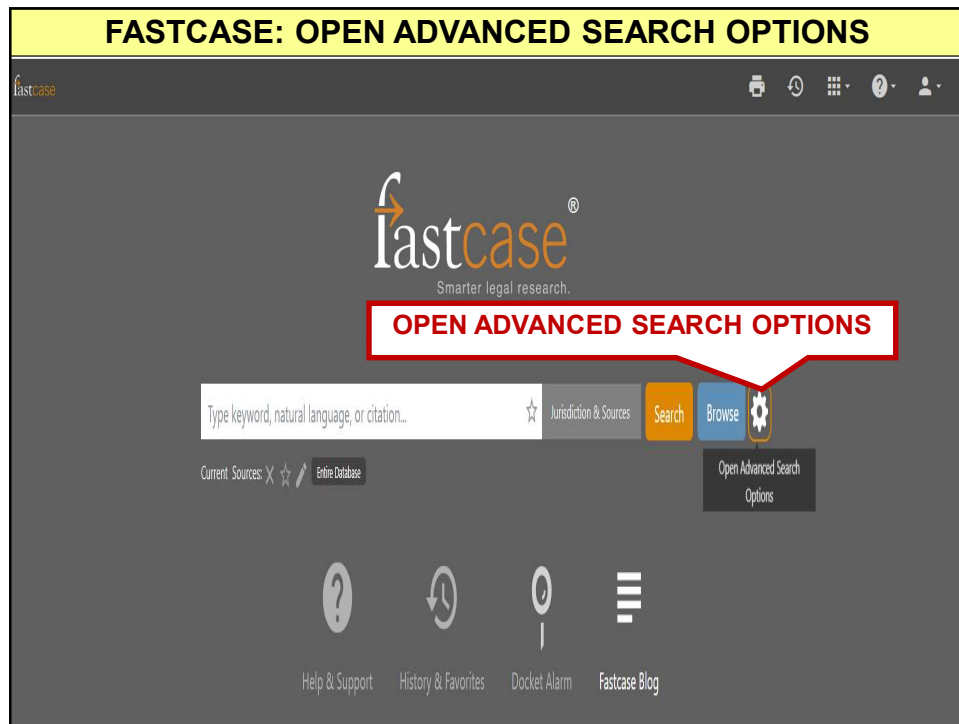 FASTCASE: OPEN ADVANCED SEARCH OPTIONS
fastcase
fastcase®
Smarter legal research.
OPEN ADVANCED SEARCH OPTIONS
Type keyword, natural language, or citation... Jurisdiction & Sources Search Browse
Current Sources: Entire Database
Open Advanced Search
Options
Help & Support History & Favorites Docket Alarm Fastcase Blog